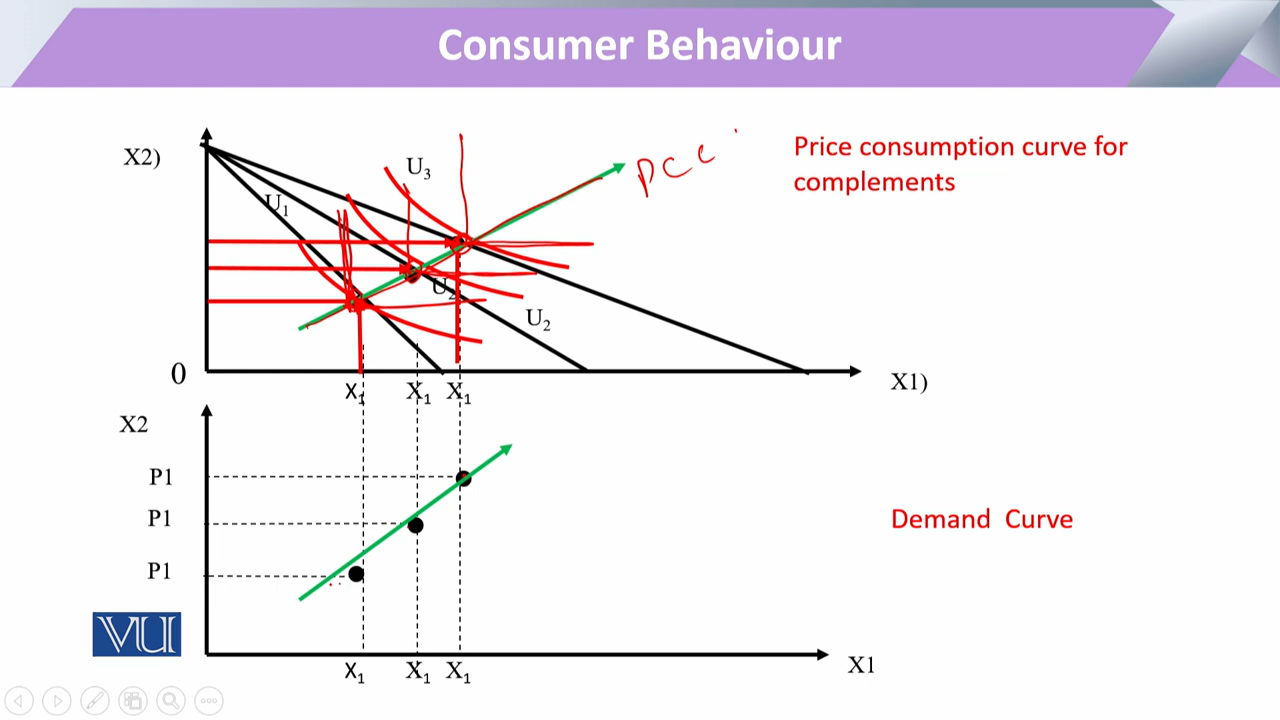 Consumer Behaviour
X2)
U₃
PCC
Price consumption curve for
complements
U₁
U₂
U₂
0
X₁
X₁
X₁
X1)
X2
P1
P1
Demand Curve
P1
VU
X₁
X₁
X₁
X1